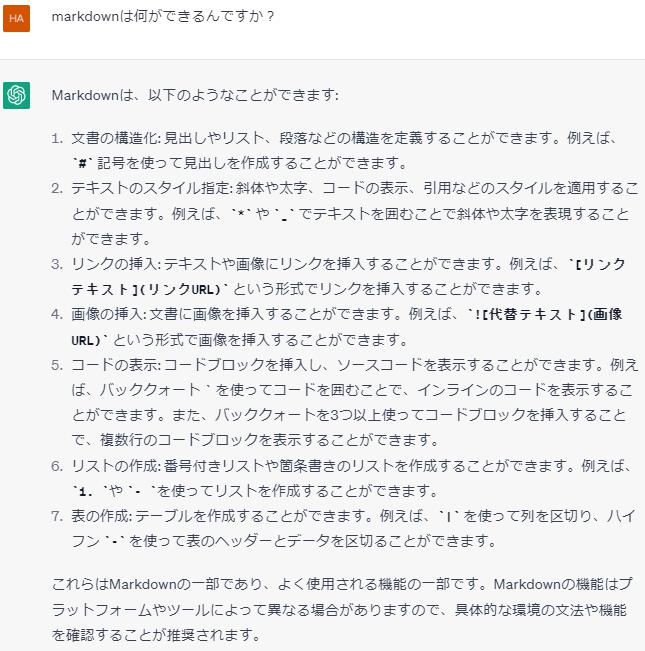 HA
markdownは何ができるんですか？
Markdownは、以下のようなことができます:
1. 文書の構造化: 見出しやリスト、段落などの構造を定義することができます。例えば、
`#` 記号を使って見出しを作成することができます。
2. テキストのスタイル指定: 斜体や太字、コードの表示、引用などのスタイルを適用するこ
とができます。例えば、`*` や `_` でテキストを囲むことで斜体や太字を表現すること
ができます。
3. リンクの挿入: テキストや画像にリンクを挿入することができます。例えば、`[リンク
テキスト](リンクURL)` という形式でリンクを挿入することができます。
4. 画像の挿入: 文書に画像を挿入することができます。例えば、`![代替テキスト](画像
URL)` という形式で画像を挿入することができます。
5. コードの表示: コードブロックを挿入し、ソースコードを表示することができます。例え
ば、バッククォート ` を使ってコードを囲むことで、インラインのコードを表示するこ
とができます。また、バッククォートを3つ以上使ってコードブロックを挿入すること
で、複数行のコードブロックを表示することができます。
6. リストの作成: 番号付きリストや箇条書きのリストを作成することができます。例えば、
`1. `や `- `を使ってリストを作成することができます。
7. 表の作成: テーブルを作成することができます。例えば、`|` を使って列を区切り、ハイ
フン `-` を使って表のヘッダーとデータを区切ることができます。
これらはMarkdownの一部であり、よく使用される機能の一部です。Markdownの機能はプ
ラットフォームやツールによって異なる場合がありますので、具体的な環境の文法や機能
を確認することが推奨されます。